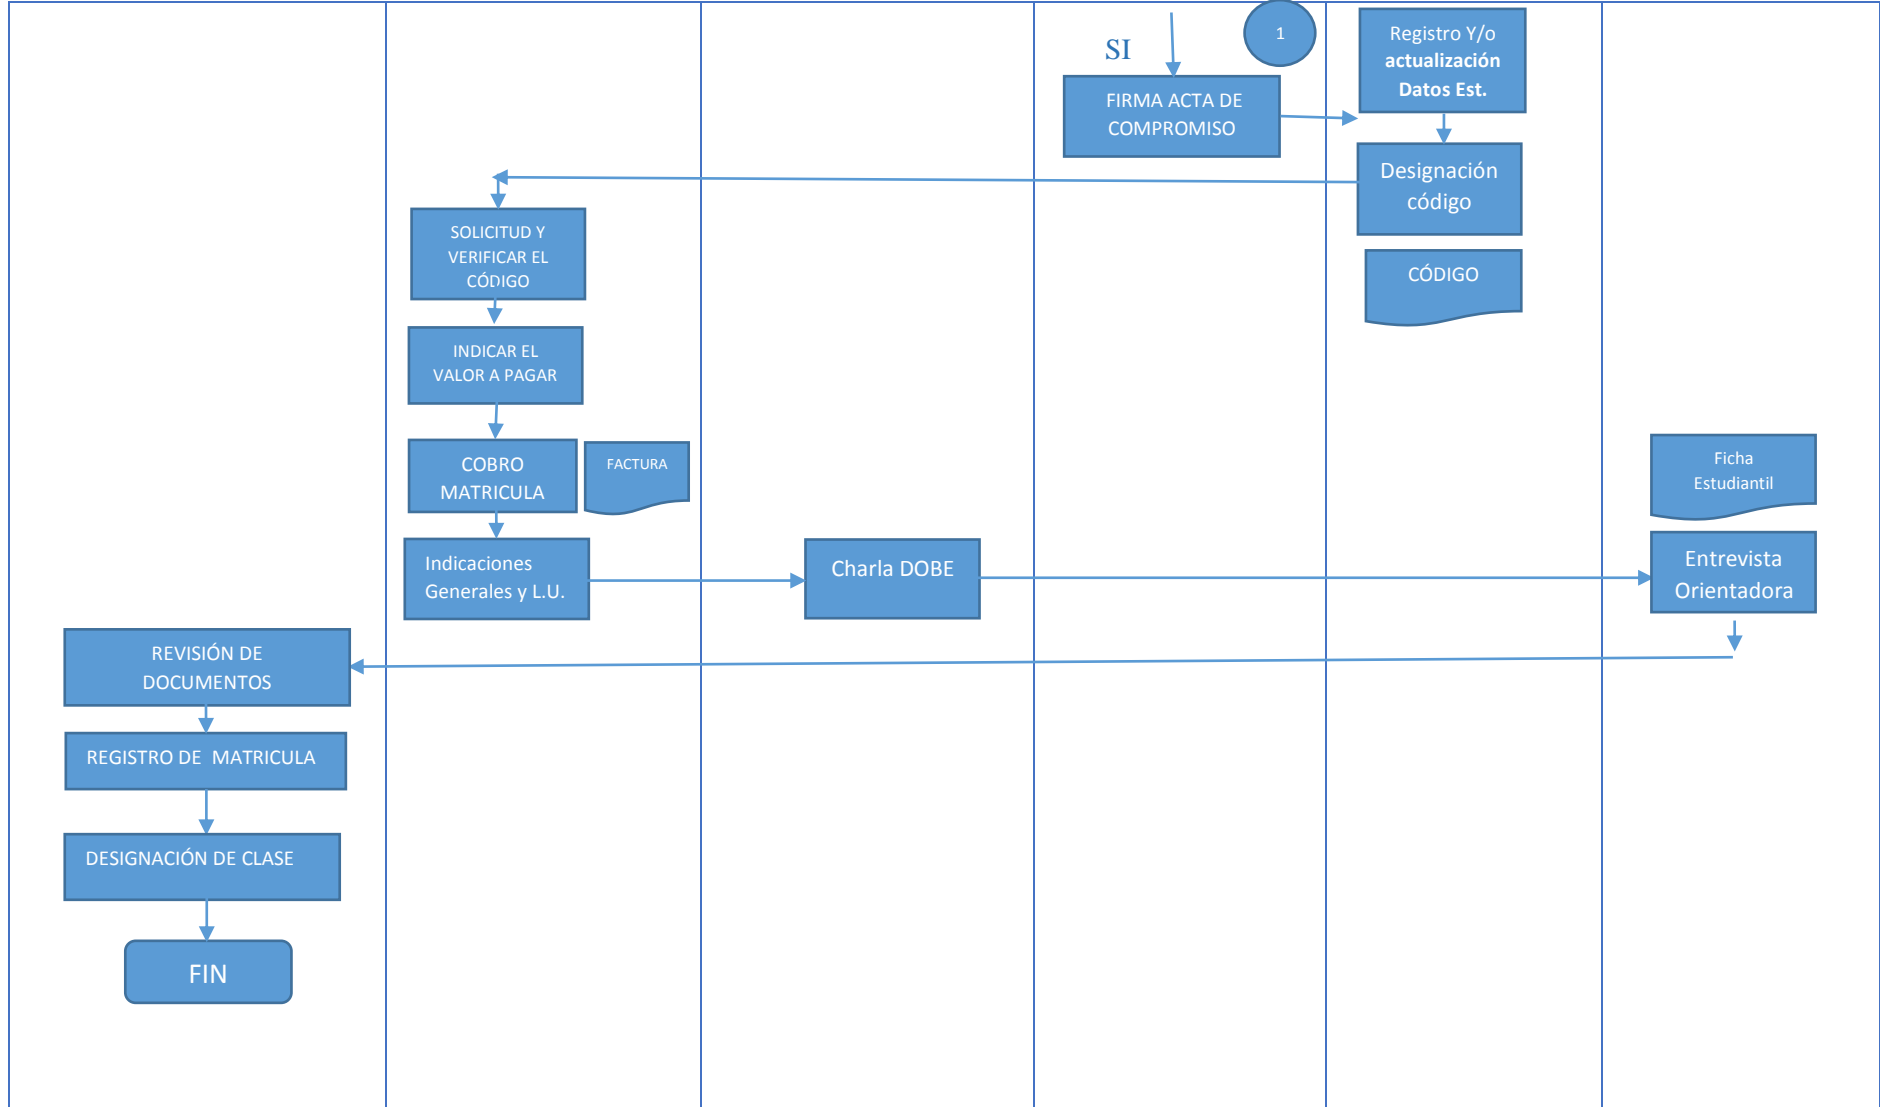 1
SI
Registro Y/o
actualización
Datos Est.
FIRMA ACTA DE
COMPROMISO
Designación
código
SOLICITUD Y
VERIFICAR EL
CÓDIGO
CÓDIGO
INDICAR EL
VALOR A PAGAR
COBRO
MATRICULA
FACTURA
Ficha
Estudiantil
Indicaciones
Generales y L.U.
Charla DOBE
Entrevista
Orientadora
REVISIÓN DE
DOCUMENTOS
REGISTRO DE  MATRICULA
DESIGNACIÓN DE CLASE
FIN